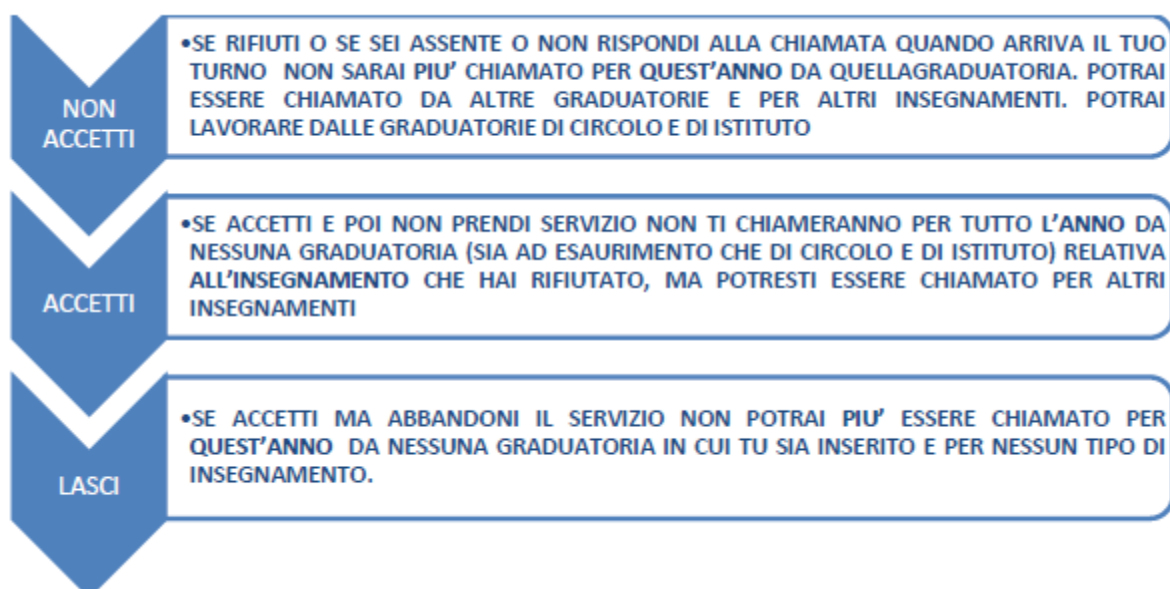 NON
ACCETTI
•SE RIFIUTI O SE SEI ASSENTE O NON RISPONDI ALLA CHIAMATA QUANDO ARRIVA IL TUO
TURNO NON SARAI PIU' CHIAMATO PER QUEST'ANNO DA QUELLAGRADUATORIA. POTRAI
ESSERE CHIAMATO DA ALTRE GRADUATORIE E PER ALTRI INSEGNAMENTI. POTRAI
LAVORARE DALLE GRADUATORIE DI CIRCOLO E DI ISTITUTO
ACCETTI
•SE ACCETTI E POI NON PRENDI SERVIZIO NON TI CHIAMERANNO PER TUTTO L'ANNO DA
NESSUNA GRADUATORIA (SIA AD ESAURIMENTO CHE DI CIRCOLO E DI ISTITUTO) RELATIVA
ALL'INSEGNAMENTO CHE HAI RIFIUTATO, MA POTRESTI ESSERE CHIAMATO PER ALTRI
INSEGNAMENTI
LASCI
•SE ACCETTI MA ABBANDONI IL SERVIZIO NON POTRAI PIU' ESSERE CHIAMATO PER
QUEST'ANNO DA NESSUNA GRADUATORIA IN CUI TU SIA INSERITO E PER NESSUN TIPO DI
INSEGNAMENTO.